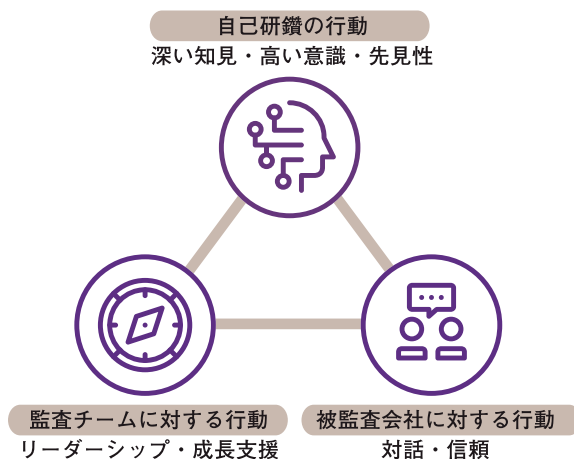 自己研鑽の行動
深い知見・高い意識・先見性
監査チームに対する行動
リーダーシップ・成長支援
被監査会社に対する行動
対話・信頼